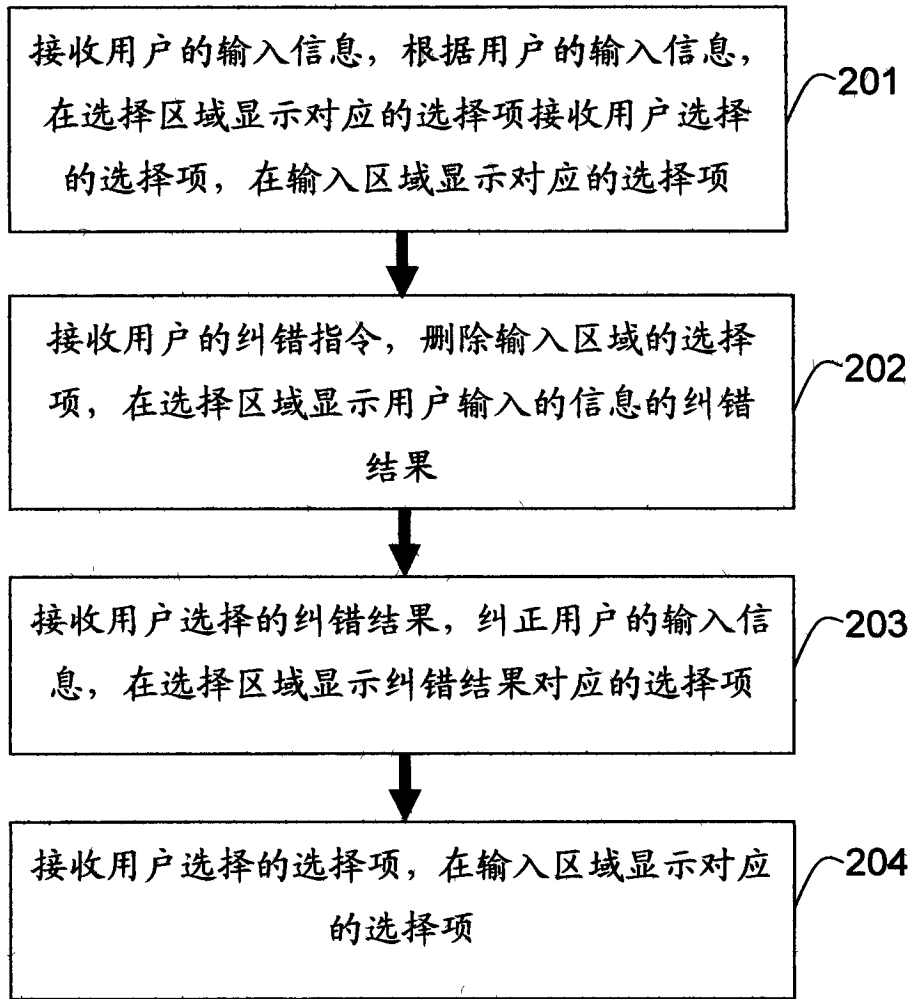 接收用户的输入信息，根据用户的输入信息，
在选择区域显示对应的选择项接收用户选择
的选择项，在输入区域显示对应的选择项
201
接收用户的纠错指令，删除输入区域的选择
项，在选择区域显示用户输入的信息的纠错
结果
202
接收用户选择的纠错结果，纠正用户的输入信
息，在选择区域显示纠错结果对应的选择项
203
接收用户选择的选择项，在输入区域显示对应
的选择项
204